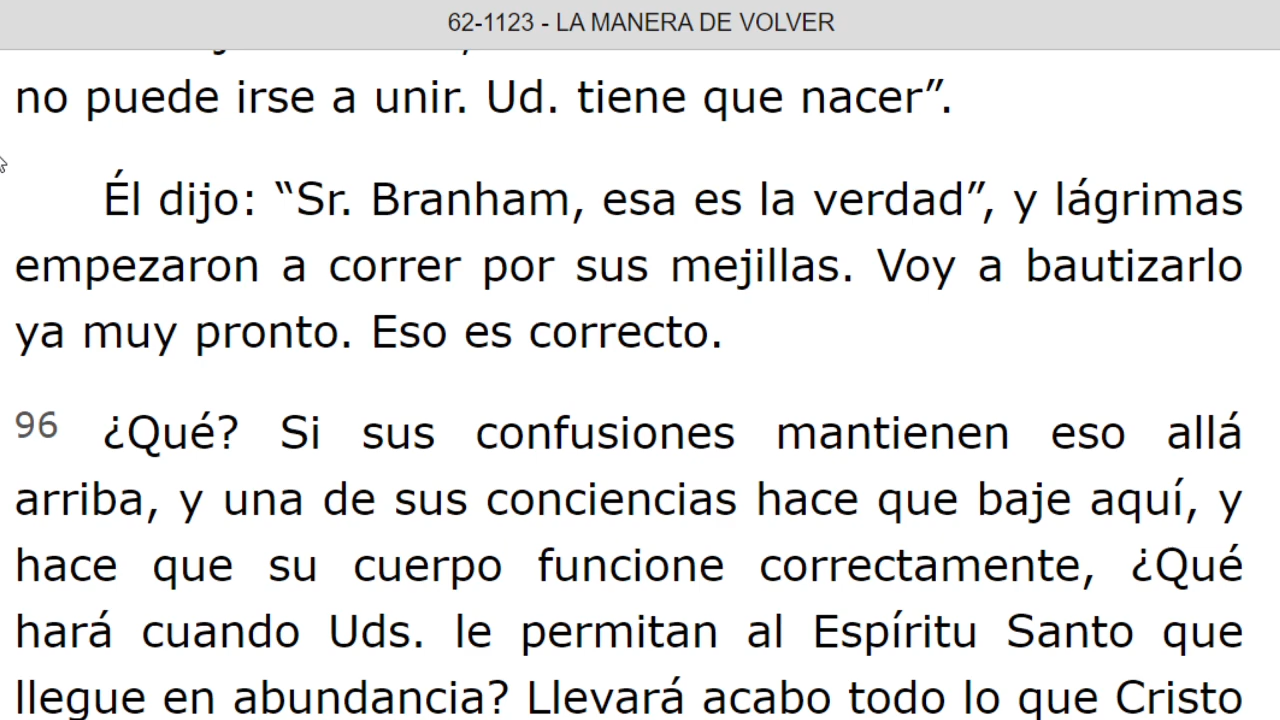 62-1123 - LA MANERA DE VOLVER
no puede irse a unir. Ud. tiene que nacer”.
Él dijo: “Sr. Branham, esa es la verdad”, y lágrimas
empezaron a correr por sus mejillas. Voy a bautizarlo
ya muy pronto. Eso es correcto.
96 ¿Qué? Si sus confusiones mantienen eso allá
arriba, y una de sus conciencias hace que baje aquí, y
hace que su cuerpo funcione correctamente, ¿Qué
hará cuando Uds. le permitan al Espíritu Santo que
llegue en abundancia? Llevará acabo todo lo que Cristo